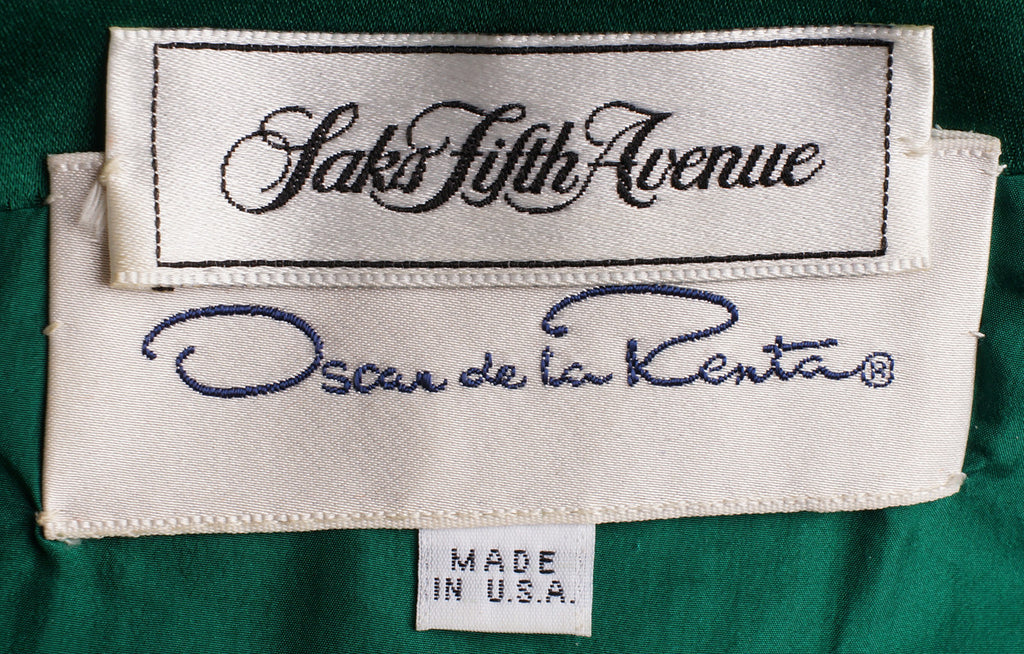 Saks Fifth Avenue
Oscar de la Renta®
MADE
IN U.S.A.